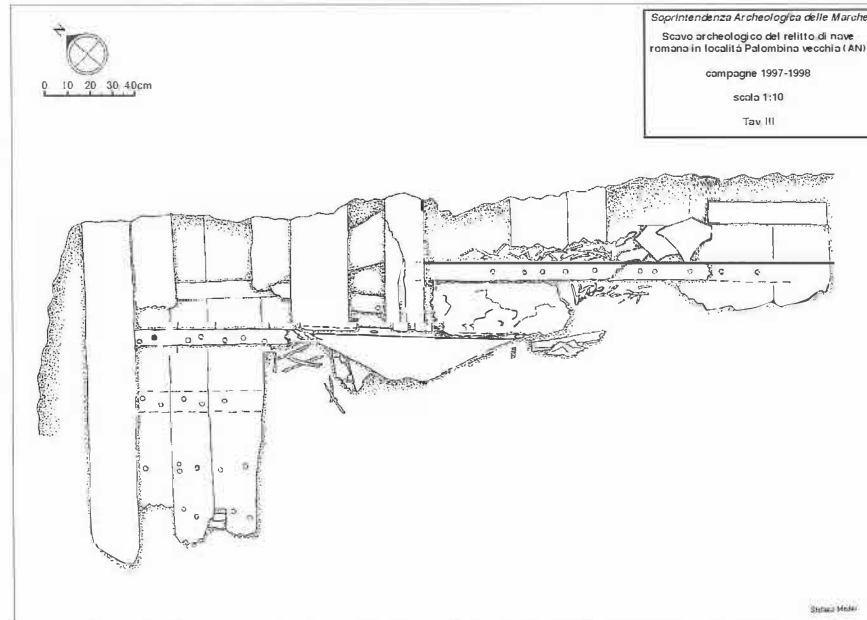 Soprintendenza Archeologica delle Marche
Scavo archeologico del relitto di nave
romana in località Palombina vecchia (AN)
campagne 1997-1998
scala 1:10
Tav. III
N
0 10 20 30 40cm